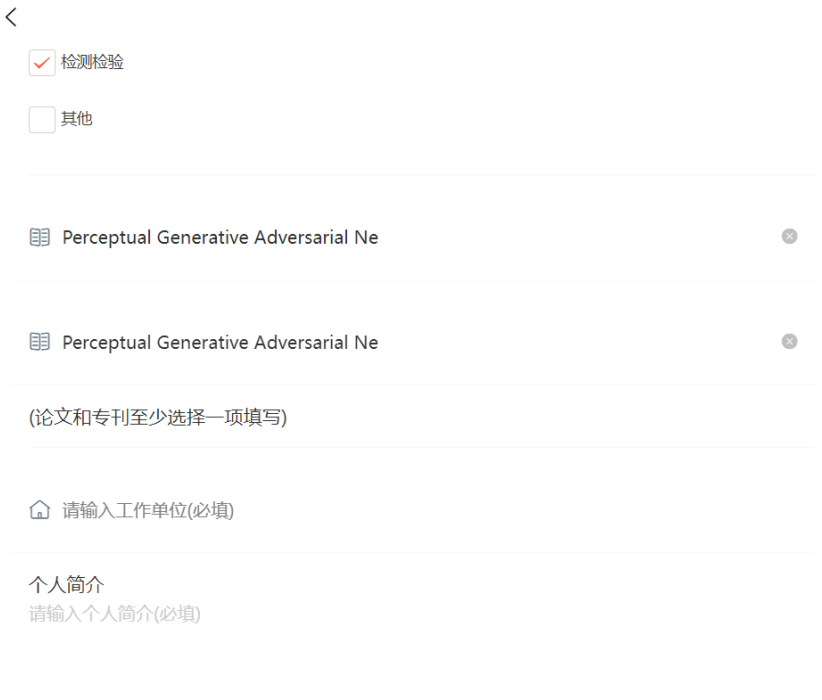 检测检验
其他
Perceptual Generative Adversarial Ne
Perceptual Generative Adversarial Ne
(论文和专刊至少选择一项填写)
请输入工作单位(必填)
个人简介
请输入个人简介(必填)